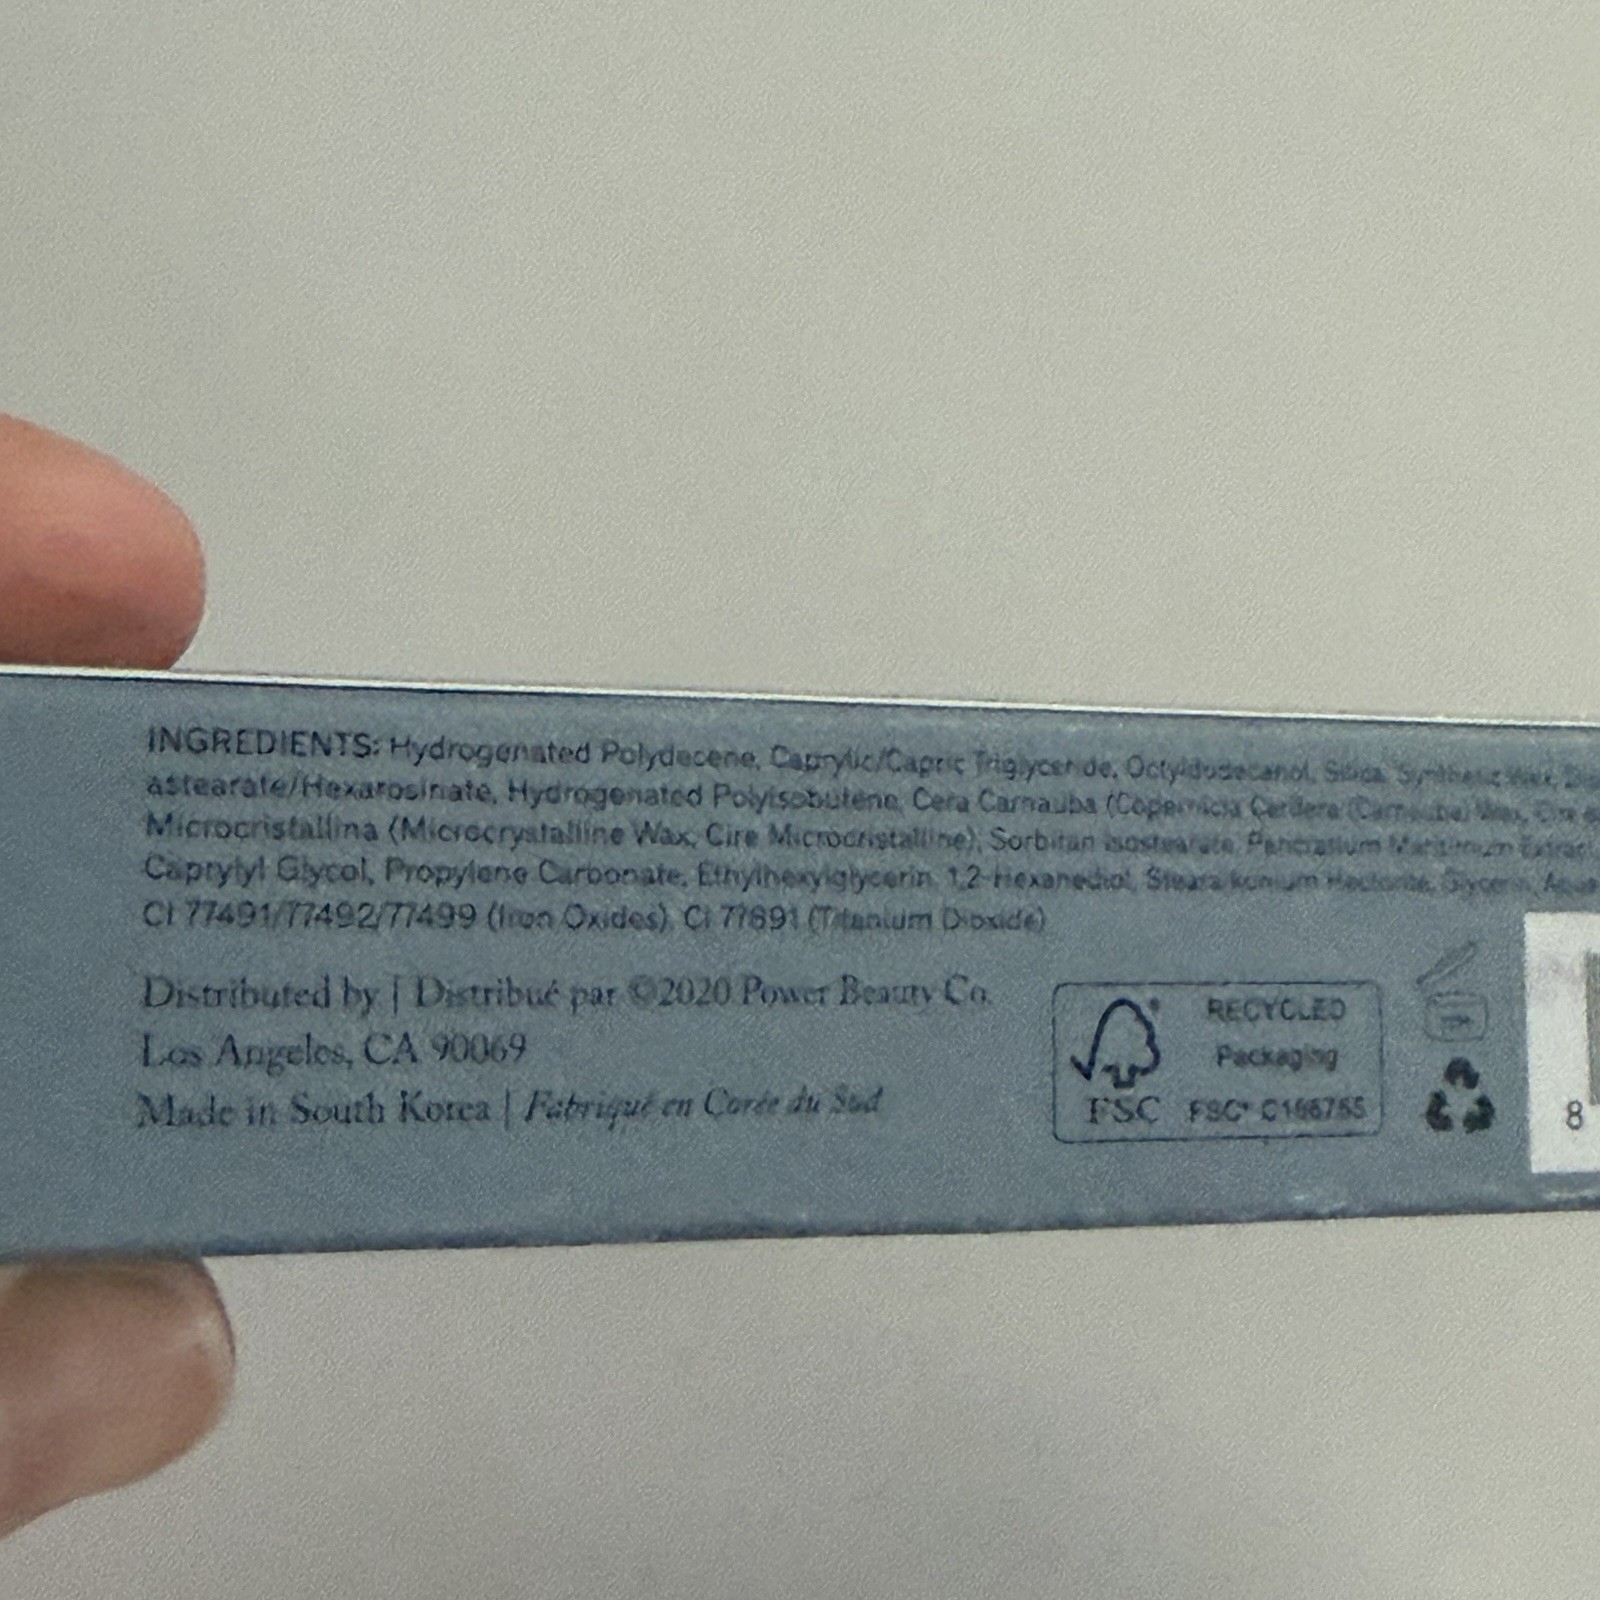 INGREDIENTS: Hydrogenated Polydecene, Caprylic/Capric Triglyceride, Octyldodecanol, Silica, Synthetic Wax,
astearate/Hexarosinate, Hydrogenated Polyisobutene, Cera Carnauba (Copernicia Cerifera (Carnauba) Wax, Cire
Microcristallina (Microcrystalline Wax, Cire Microcristalline), Sorbitan Isostearate, Pancratium Maritimum Extract,
Caprylyl Glycol, Propylene Carbonate, Ethylhexylglycerin, 1,2-Hexanediol, Stearalkonium Hectorite, Glycerin, Aqua
CI 77491/77492/77499 (Iron Oxides), CI 77891 (Titanium Dioxide)
Distributed by | Distribué par ©2020 Power Beauty Co.
Los Angeles, CA 90069
Made in South Korea | Fabriqué en Corée du Sud
RECYCLED
Packaging
FSC FSC® C166755
8